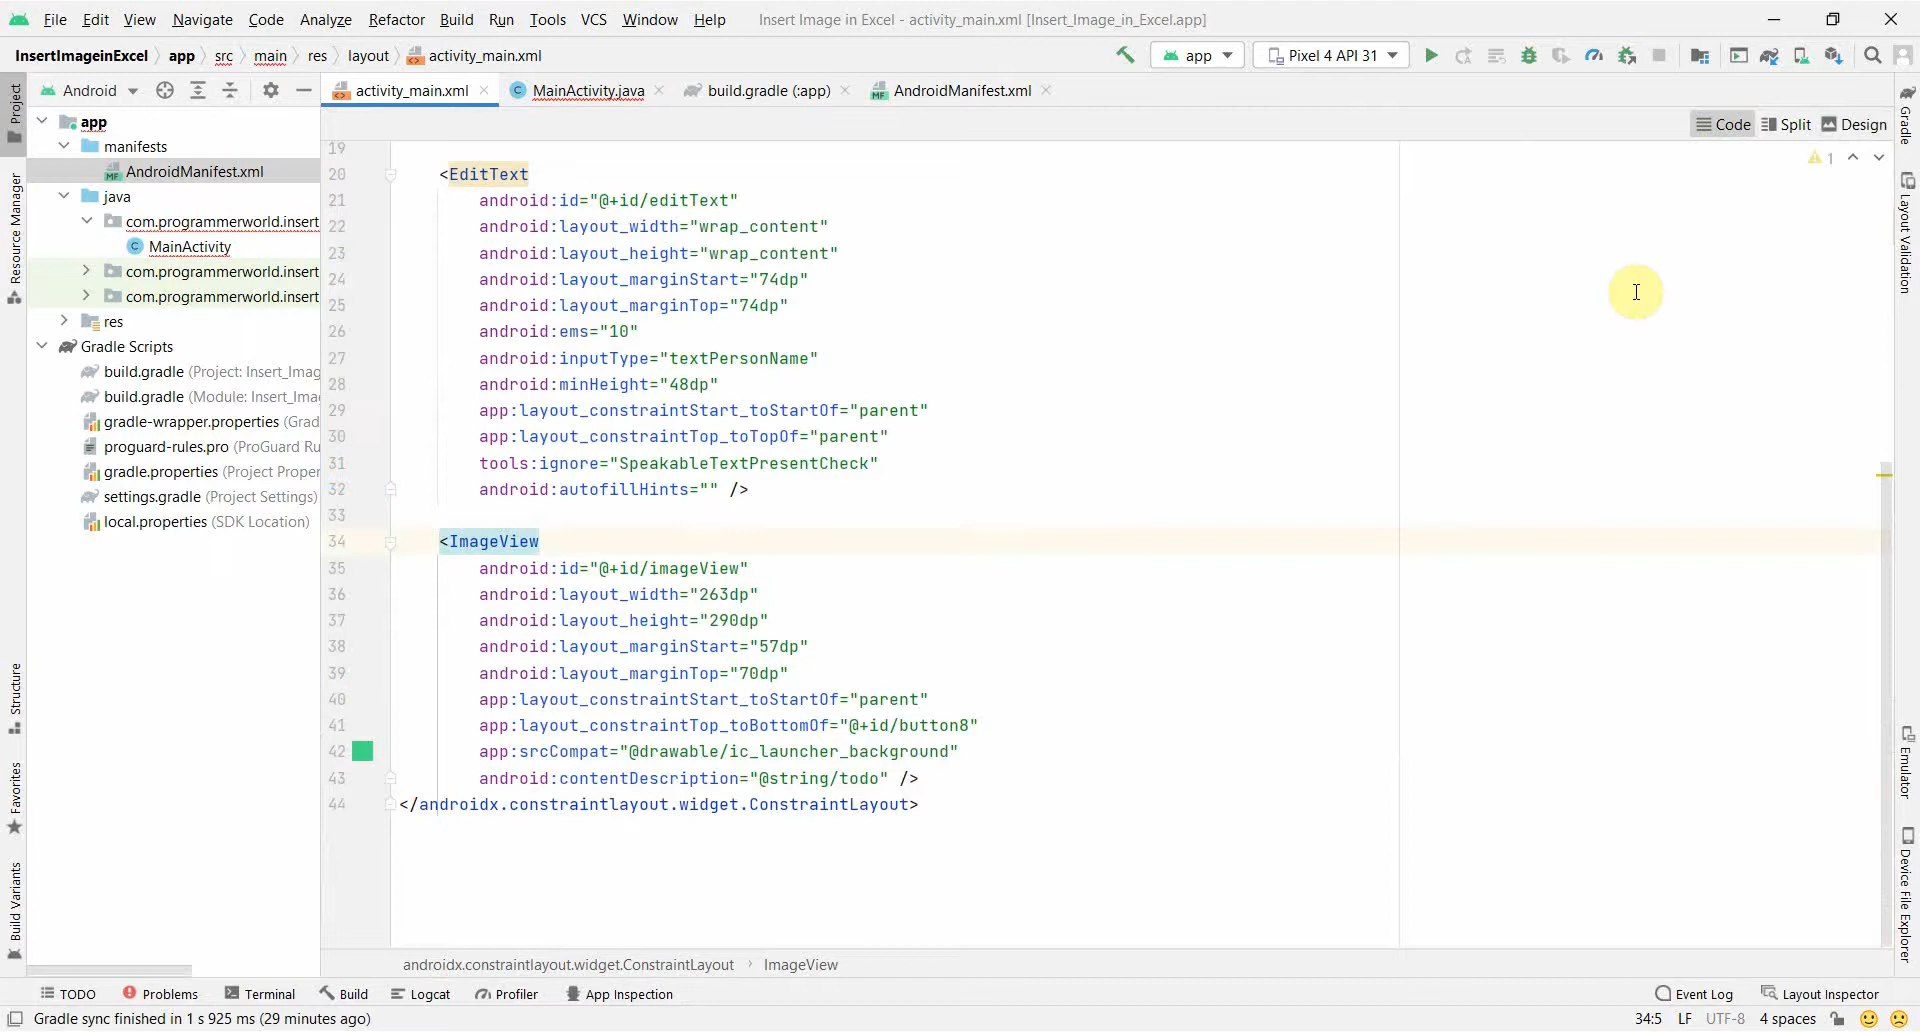 File Edit View Navigate Code Analyze Refactor Build Run Tools VCS Window Help Insert Image in Excel - activity_main.xml [Insert_Image_in_Excel.app]
InsertImageinExcel app src main res layout activity_main.xml app Pixel 4 API 31
Android activity_main.xml MainActivity.java build.gradle (:app) AndroidManifest.xml
Code Split Design
1
Project
Resource Manager
Structure
Favorites
Build Variants
app
manifests
AndroidManifest.xml
java
com.programmerworld.insert
MainActivity
com.programmerworld.insert
com.programmerworld.insert
res
Gradle Scripts
build.gradle (Project: Insert_Imag
build.gradle (Module: Insert_Ima
gradle-wrapper.properties (Grad
proguard-rules.pro (ProGuard Ru
gradle.properties (Project Proper
settings.gradle (Project Settings)
local.properties (SDK Location)
19
20 <EditText
21 android:id="@+id/editText"
22 android:layout_width="wrap_content"
23 android:layout_height="wrap_content"
24 android:layout_marginStart="74dp"
25 android:layout_marginTop="74dp"
26 android:ems="10"
27 android:inputType="textPersonName"
28 android:minHeight="48dp"
29 app:layout_constraintStart_toStartOf="parent"
30 app:layout_constraintTop_toTopOf="parent"
31 tools:ignore="SpeakableTextPresentCheck"
32 android:autofillHints="" />
33
34 <ImageView
35 android:id="@+id/imageView"
36 android:layout_width="263dp"
37 android:layout_height="290dp"
38 android:layout_marginStart="57dp"
39 android:layout_marginTop="70dp"
40 app:layout_constraintStart_toStartOf="parent"
41 app:layout_constraintTop_toBottomOf="@+id/button8"
42 app:srcCompat="@drawable/ic_launcher_background"
43 android:contentDescription="@string/todo" />
44 </androidx.constraintlayout.widget.ConstraintLayout>
Gradle
Layout Validation
Emulator
Device File Explorer
androidx.constraintlayout.widget.ConstraintLayout ImageView
TODO Problems Terminal Build Logcat Profiler App Inspection Event Log Layout Inspector
Gradle sync finished in 1 s 925 ms (29 minutes ago) 34:5 LF UTF-8 4 spaces